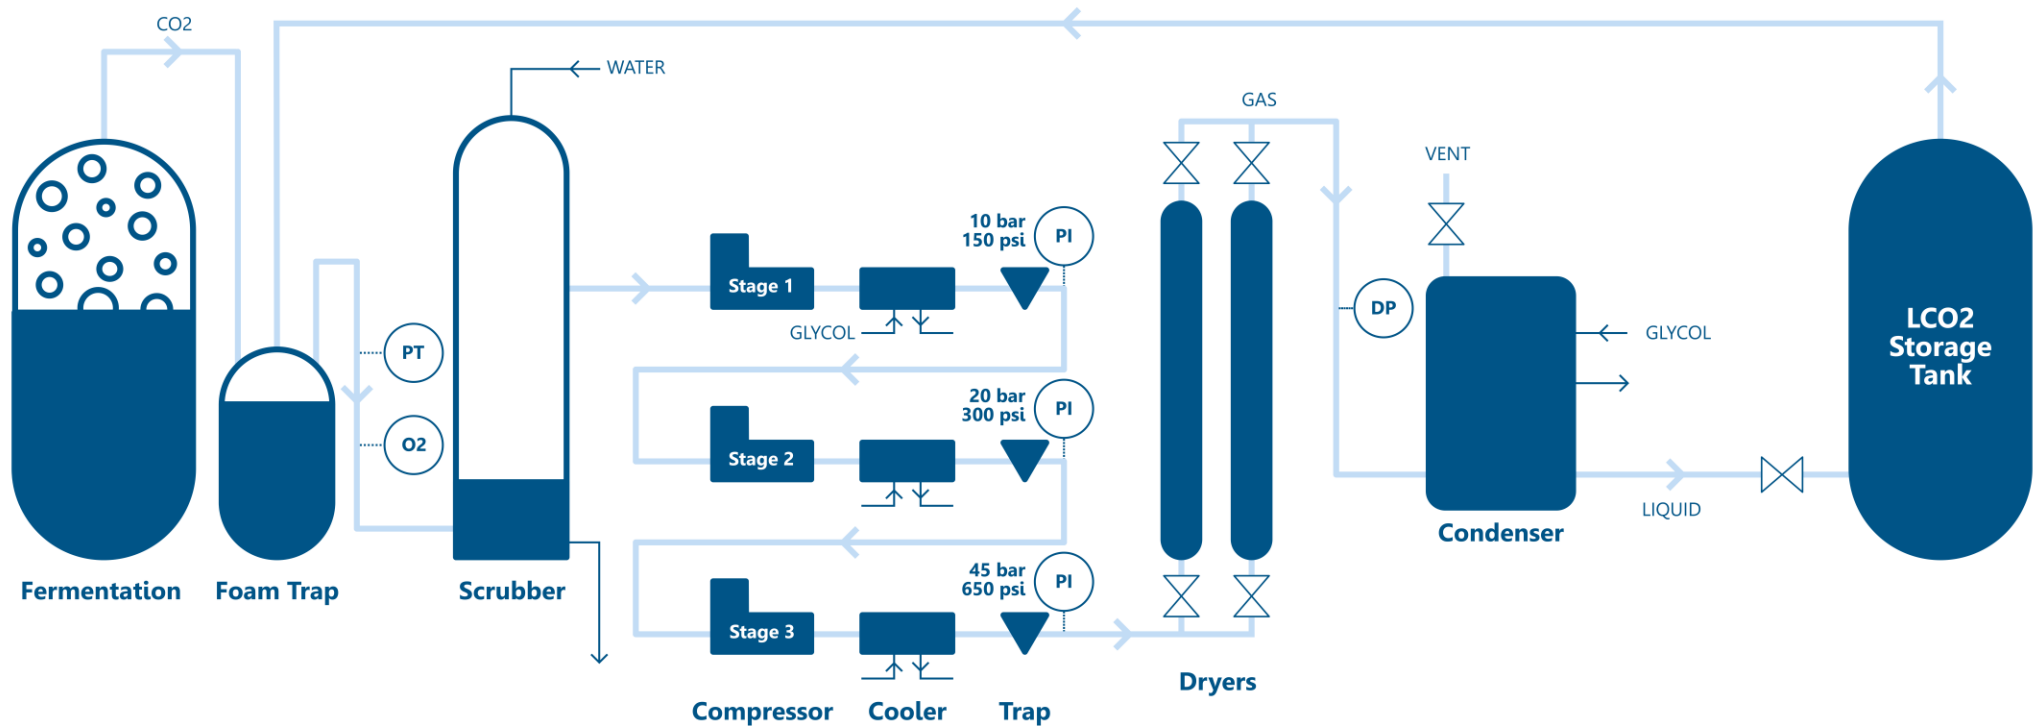 CO2
WATER
GAS
VENT
10 bar
150 psi
PI
Stage 1
GLYCOL
DP
GLYCOL
LCO2
Storage
Tank
PT
O2
20 bar
300 psi
PI
Stage 2
LIQUID
Condenser
45 bar
650 psi
PI
Stage 3
Fermentation
Foam Trap
Scrubber
Dryers
Compressor
Cooler
Trap